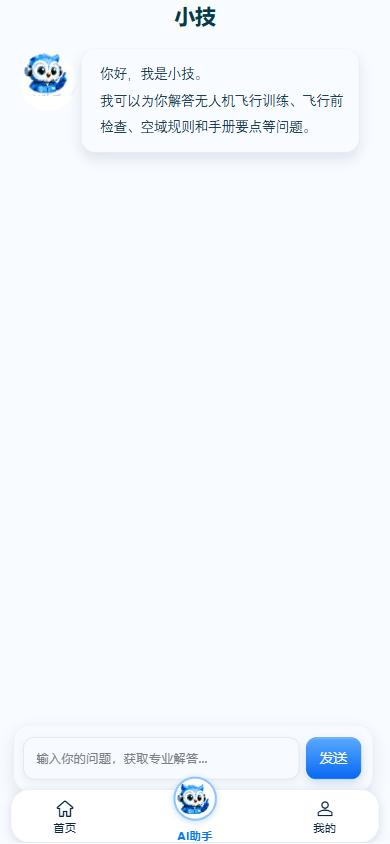 小技
你好，我是小技。
我可以为你解答无人机飞行训练、飞行前
检查、空域规则和手册要点等问题。
输入你的问题，获取专业解答...
发送
首页
AI助手
我的